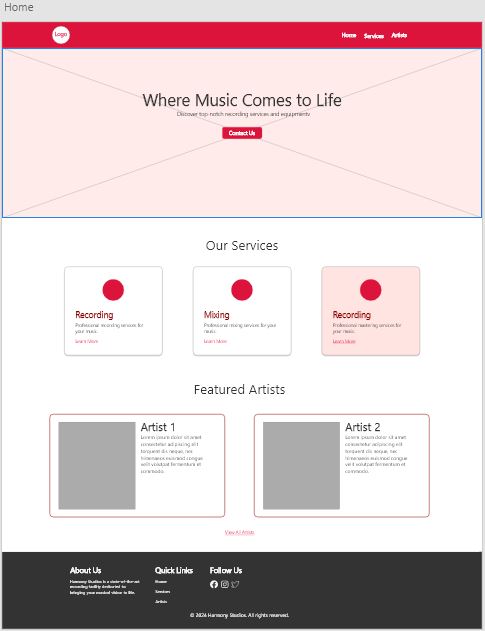 Home
Logo
Home Services Artists
Where Music Comes to Life
Discover top-notch recording services and equipments
Contact Us
Our Services
Recording
Professional recording services for
your music.
Learn More
Mixing
Professional mixing services for your
music.
Learn More
Recording
Professional mastering services for
your music.
Learn More
Featured Artists
Artist 1
Lorem ipsum dolor sit amet
consectetur adipiscing elit
torquent dis neque, nec
himenaeos euismod congue
velit volutpat fermentum et
commodo.
Artist 2
Lorem ipsum dolor sit amet
consectetur adipiscing elit
torquent dis neque, nec
himenaeos euismod congue
velit volutpat fermentum et
commodo.
View All Artists
About Us
Harmony Studios is a state-of-the-art
recording facility dedicated to
bringing your musical vision to life.
Quick Links
Home
Services
Artists
Follow Us
© 2024 Harmony Studios. All rights reserved.